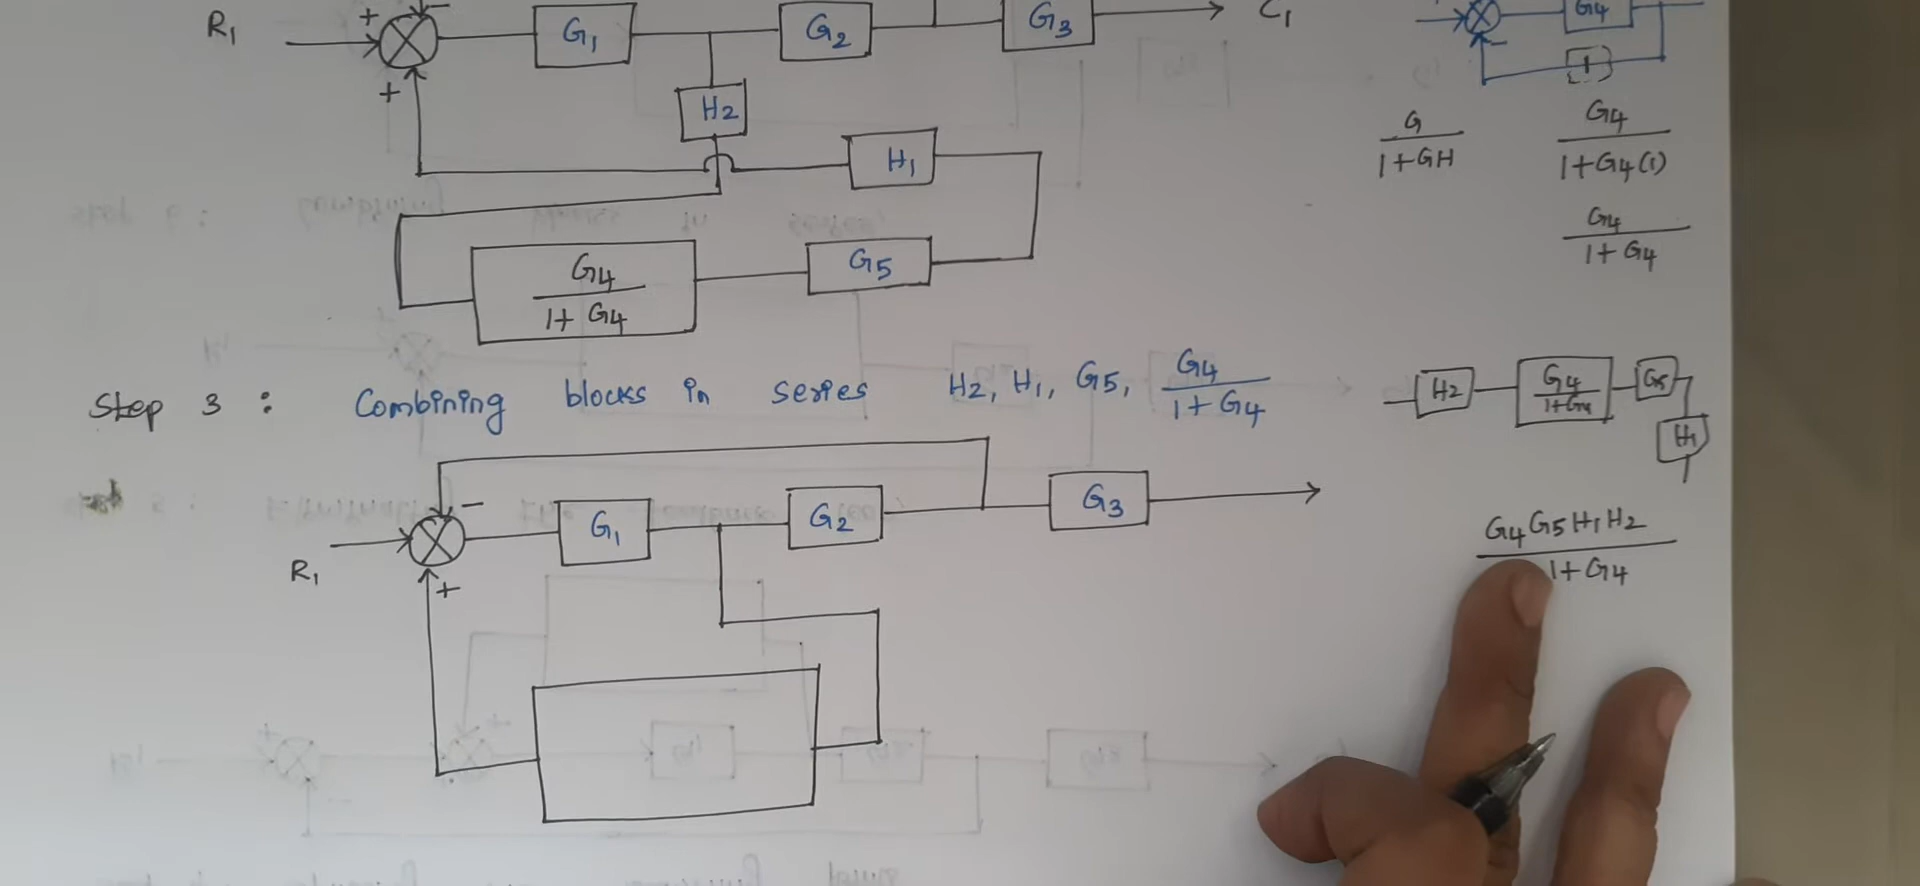 R₁ + − G₁ G₂ G₃ C₁
+
H₂
H₁
G₄
1 + G₄
G₅
− G₄
1
G
1+GH
G₄
1+G₄(1)
G₄
1+ G₄
Step 3 : Combining blocks in series H₂, H₁, G₅, G₄
1+ G₄
H₂ G₄ G₅
1+G₄
H₁
R₁ − G₁ G₂ G₃
+
G₄G₅H₁H₂
1+G₄